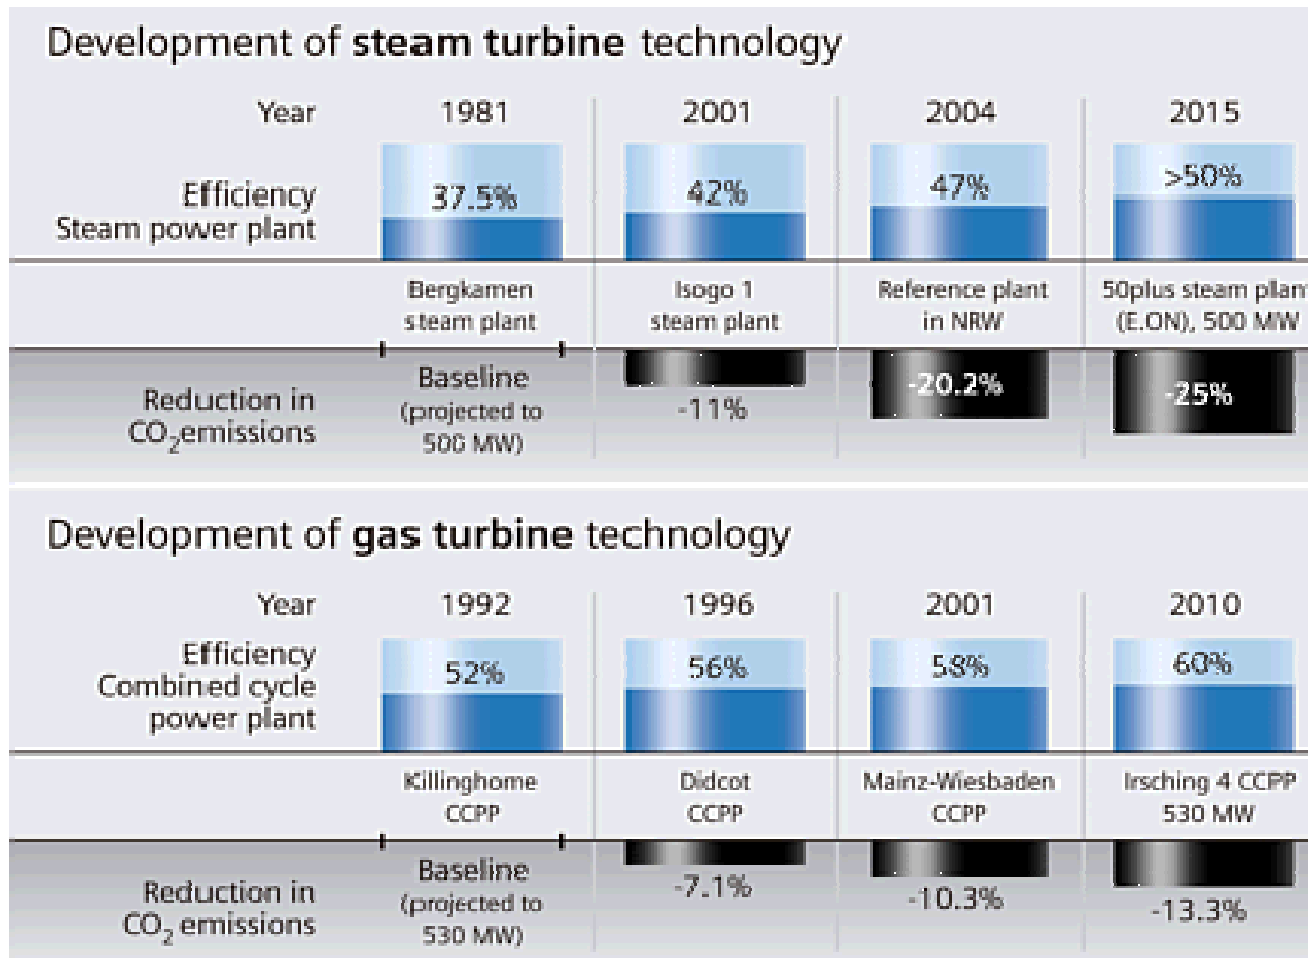 Development of steam turbine technology
Year 1981 2001 2004 2015
Efficiency
Steam power plant
37.5% 42% 47% >50%
Bergkamen
steam plant
Isogo 1
steam plant
Reference plant
in NRW
50plus steam plant
(E.ON), 500 MW
Reduction in
CO2 emissions
Baseline
(projected to
500 MW)
-11% -20.2% -25%
Development of gas turbine technology
Year 1992 1996 2001 2010
Efficiency
Combined cycle
power plant
52% 56% 58% 60%
Killinghome
CCPP
Didcot
CCPP
Mainz-Wiesbaden
CCPP
Irsching 4 CCPP
530 MW
Reduction in
CO2 emissions
Baseline
(projected to
530 MW)
-7.1% -10.3% -13.3%